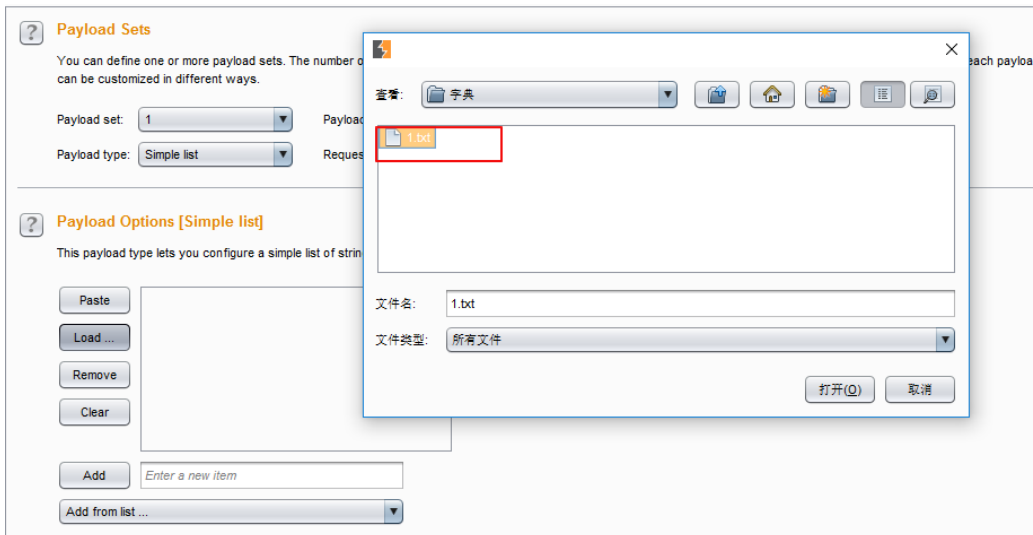 Payload Sets
You can define one or more payload sets. The number o
each payloa
can be customized in different ways.
Payload set:
1
Payload
Payload type:
Simple list
Reques
Payload Options [Simple list]
This payload type lets you configure a simple list of strin
Paste
Load ...
Remove
Clear
Add
Enter a new item
Add from list ...
查看:
字典
1.txt
文件名:
1.txt
文件类型:
所有文件
打开(O)
取消